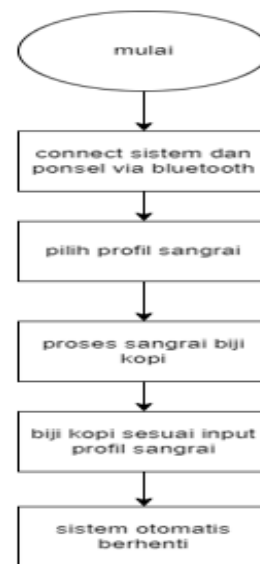 mulai
connect sistem dan
ponsel via bluetooth
pilih profil sangrai
proses sangrai biji
kopi
biji kopi sesuai input
profil sangrai
sistem otomatis
berhenti